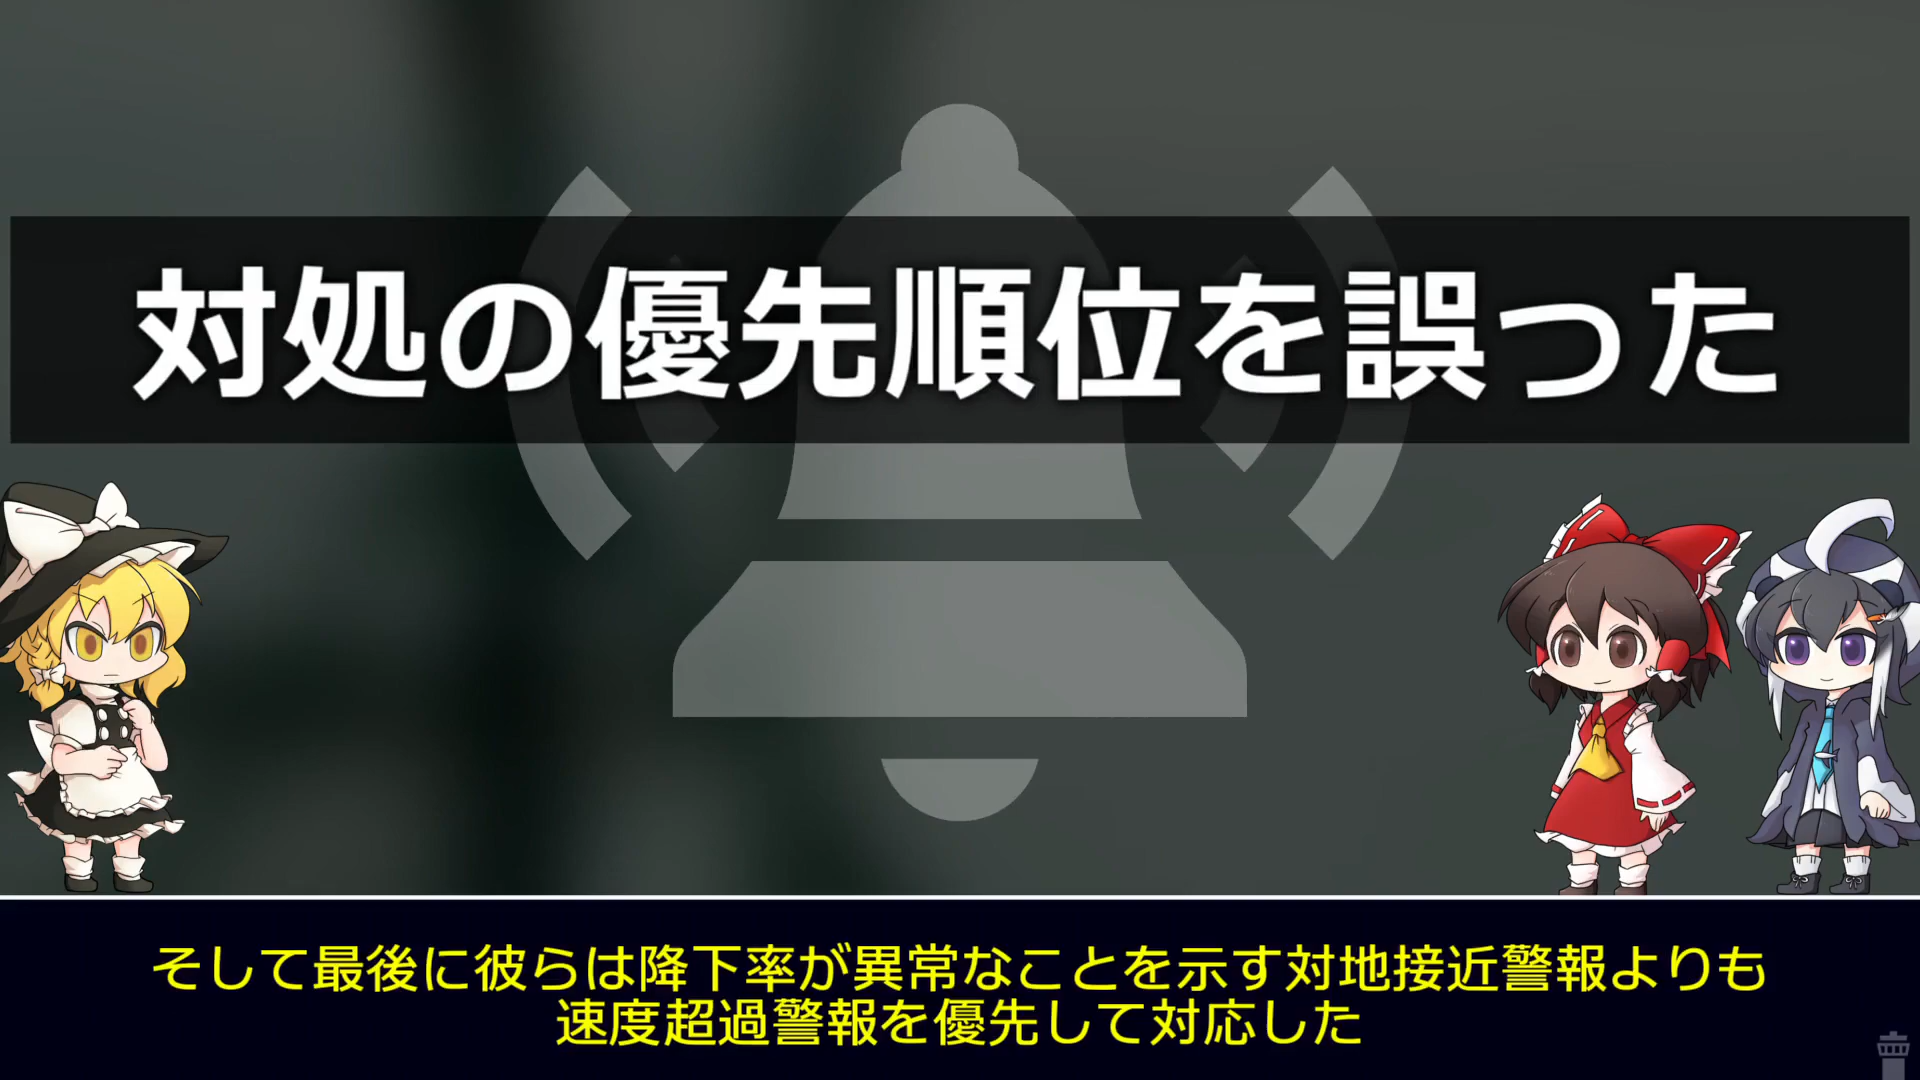 対処の優先順位を誤った
そして最後に彼らは降下率が異常なことを示す対地接近警報よりも
速度超過警報を優先して対応した